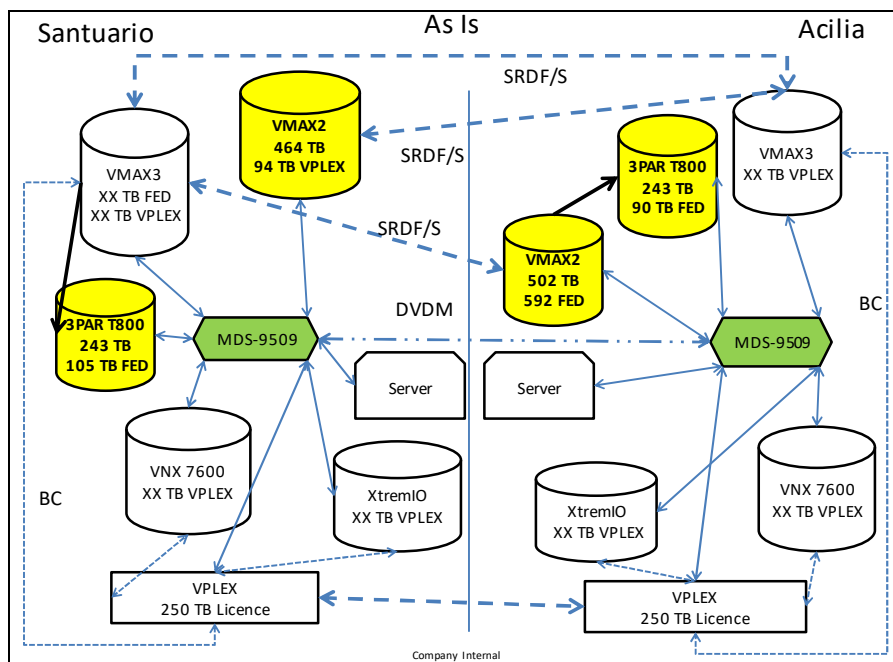 Santuario
As Is
Acilia
SRDF/S
VMAX2
464 TB
94 TB VPLEX
SRDF/S
VMAX3
XX TB FED
XX TB VPLEX
3PAR T800
243 TB
90 TB FED
VMAX3
XX TB VPLEX
SRDF/S
VMAX2
502 TB
592 FED
3PAR T800
243 TB
105 TB FED
DVDM
BC
MDS-9509
MDS-9509
Server
Server
VNX 7600
XX TB VPLEX
XtremIO
XX TB VPLEX
XtremIO
XX TB VPLEX
VNX 7600
XX TB VPLEX
BC
VPLEX
250 TB Licence
VPLEX
250 TB Licence
Company Internal